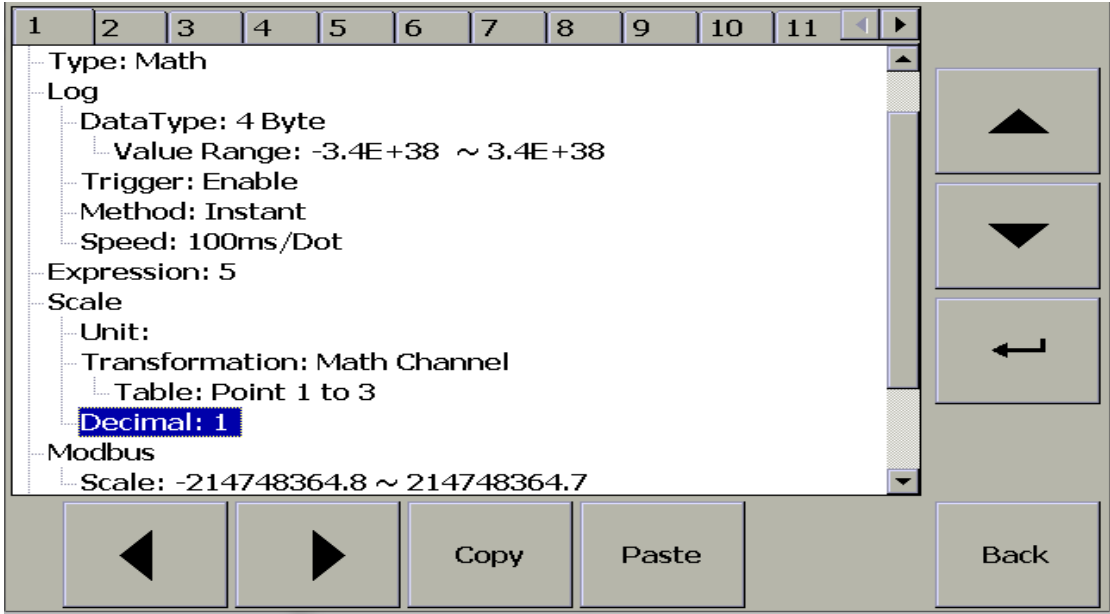 1 2 3 4 5 6 7 8 9 10 11
Type: Math
Log
DataType: 4 Byte
Value Range: -3.4E+38 ~ 3.4E+38
Trigger: Enable
Method: Instant
Speed: 100ms/Dot
Expression: 5
Scale
Unit:
Transformation: Math Channel
Table: Point 1 to 3
Decimal: 1
Modbus
Scale: -214748364.8 ~ 214748364.7
Copy Paste Back